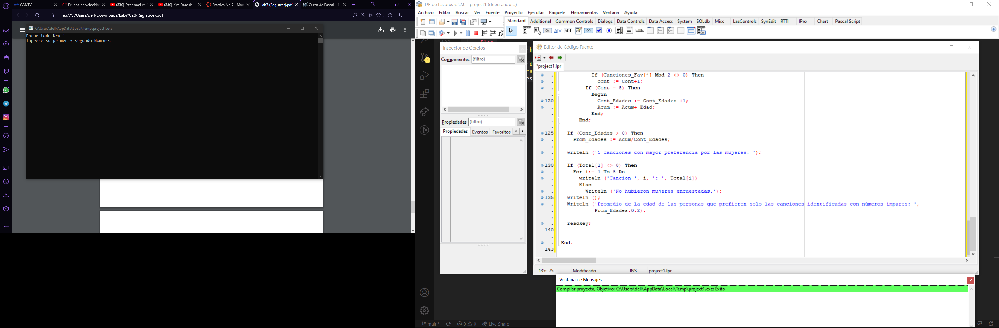 CANTV
Prueba de velocida
(330) Deadpool vs
(330) Kim Dracula –
Practica No 7.- Man
Lab7 (Registros).pdf
Curso de Pascal - 4.
file:///C:/Users/dell/Downloads/Lab7%20(Registros).pdf
C:\Users\dell\AppData\Local\Temp\project1.exe
Encuestado Nro 1
Ingrese su primer y segundo Nombre:
IDE de Lazarus v2.2.0 - project1 (depurando ...)
Archivo Editar Buscar Ver Fuente Proyecto Ejecutar Paquete Herramientas Ventana Ayuda
Standard Additional Common Controls Dialogs Data Controls Data Access System SQLdb Misc LazControls SynEdit RTTI IPro Chart Pascal Script
Ok Abc abI on Ok
Else
3
Inspector de Objetos
Componentes (filtro)
Propiedades (filtro)
Propiedades Eventos Favoritos
h
d
ca
es
Editor de Código Fuente
*project1.lpr
If (Canciones_Fav[j] Mod 2 <> 0) Then
cont := Cont+1;
If (Cont = 5) Then
Begin
120 Cont_Edades := Cont_Edades +1;
Acum := Acum+ Edad;
End;
End;
125 If (Cont_Edades > 0) Then
Prom_Edades := Acum/Cont_Edades;
writeln ('5 canciones con mayor preferencia por las mujeres: ');
130 If (Total[1] <> 0) Then
For i:= 1 To 5 Do
writeln ('Cancion ', i, ': ', Total[i])
Else
Writeln ('No hubieron mujeres encuestadas.');
135 writeln ();
Writeln ('Promedio de la edad de las personas que prefieren solo las canciones identificadas con números impares: ',
Prom_Edades:0:2);
readkey;
140
End.
143
135: 75 Modificado INS project1.lpr
Ventana de Mensajes
Compilar proyecto, Objetivo: C:\Users\dell\AppData\Local\Temp\project1.exe: Éxito
main* 0 0 Live Share